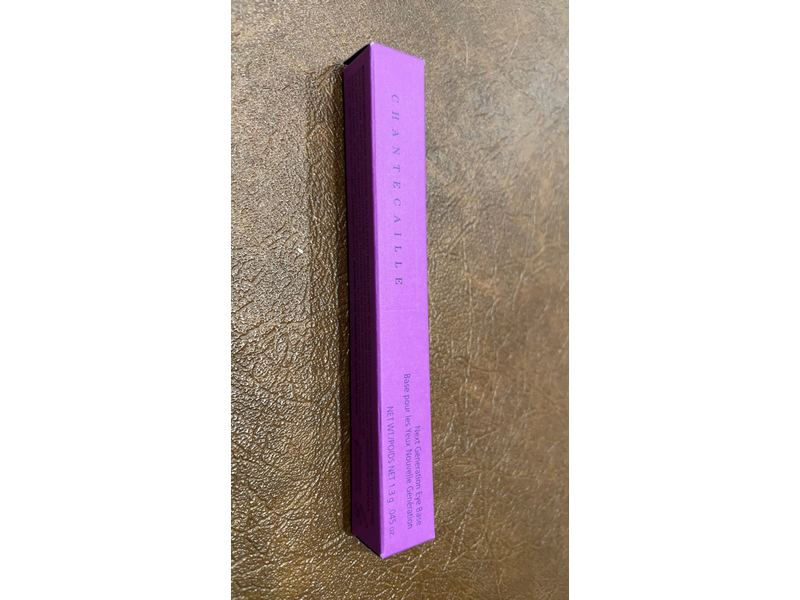 CHANTECAILLE
Next Generation Eye Base
Base pour les Yeux Nouvelle Génération
NET WT./POIDS NET 1.3 g .045 oz.